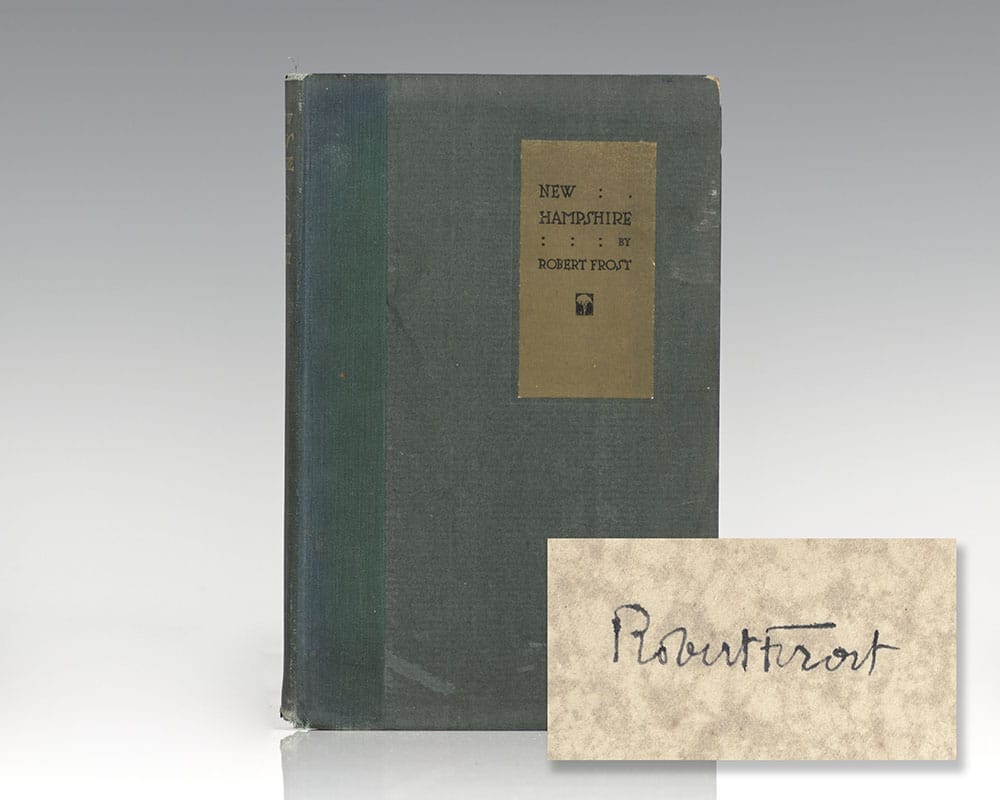 NEW : .
HAMPSHIRE
: : : BY
ROBERT FROST
Robert Frost